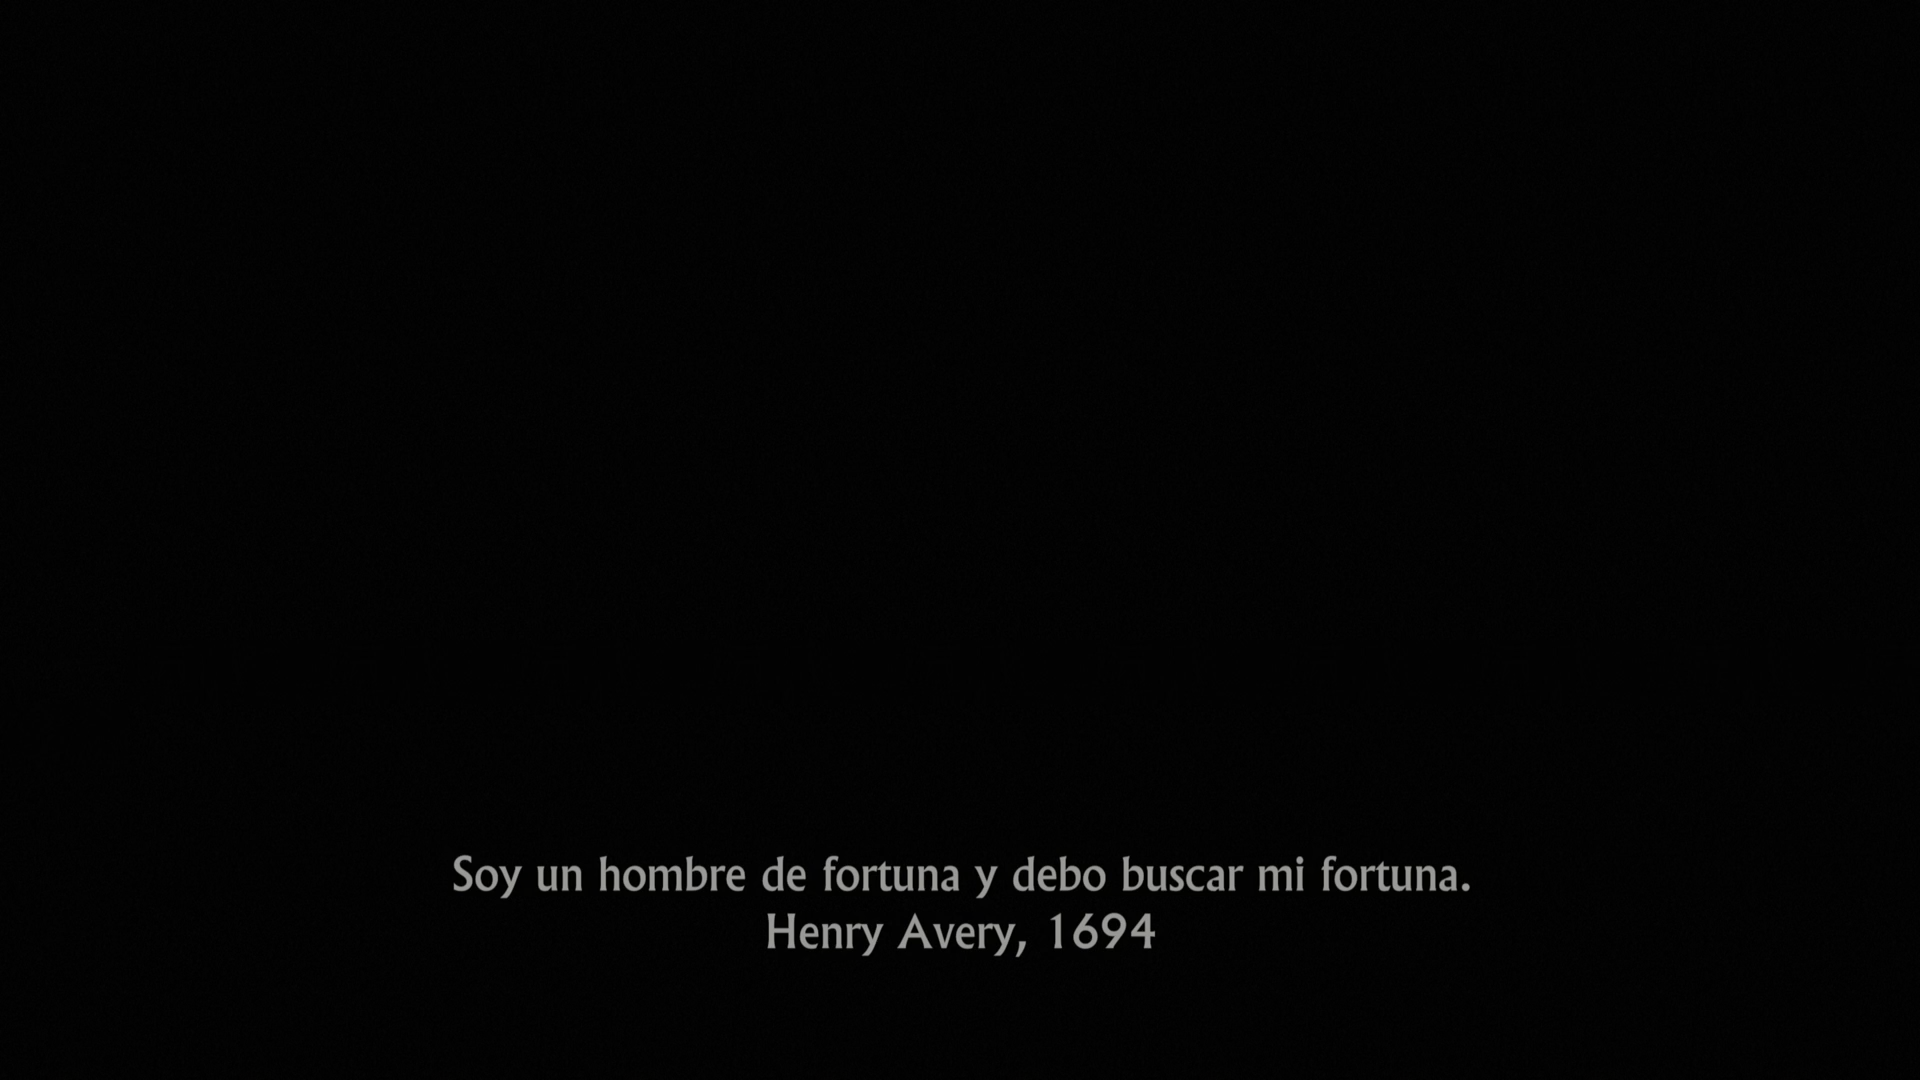 Soy un hombre de fortuna y debo buscar mi fortuna.
Henry Avery, 1694